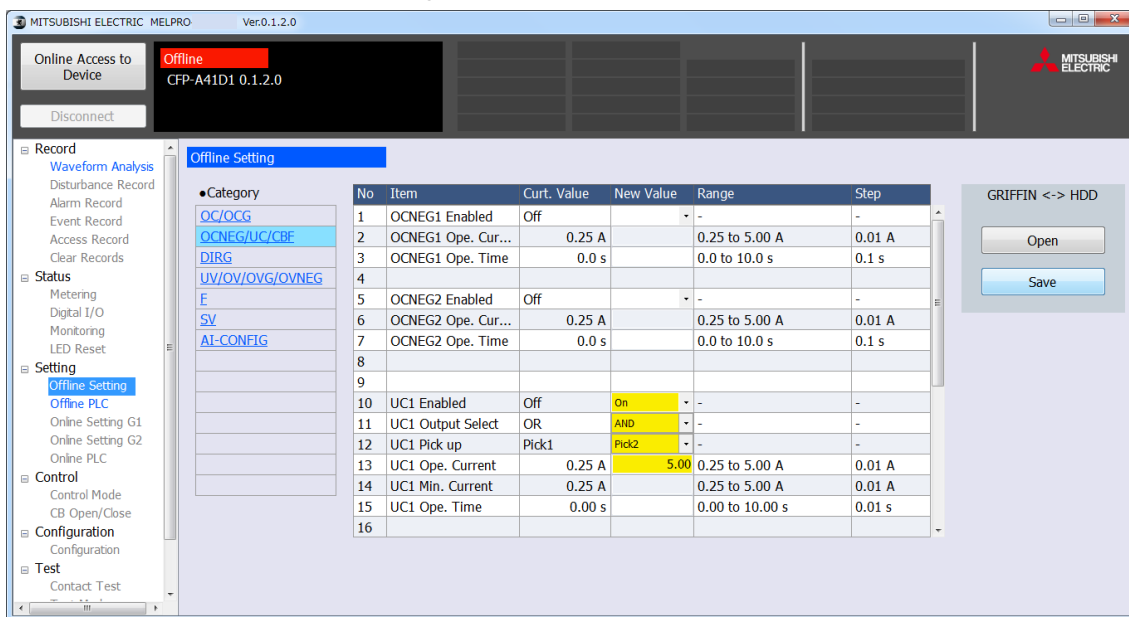 MITSUBISHI ELECTRIC MELPRO Ver.0.1.2.0
Online Access to
Device
Disconnect
Offline
CFP-A41D1 0.1.2.0
MITSUBISHI
ELECTRIC
Record
Waveform Analysis
Disturbance Record
Alarm Record
Event Record
Access Record
Clear Records
Status
Metering
Digital I/O
Monitoring
LED Reset
Setting
Offline Setting
Offline PLC
Online Setting G1
Online Setting G2
Online PLC
Control
Control Mode
CB Open/Close
Configuration
Configuration
Test
Contact Test
Offline Setting
●Category
OC/OCG
OCNEG/UC/CBF
DIRG
UV/OV/OVG/OVNEG
F
SV
AI-CONFIG
No Item Curt. Value New Value Range Step
1 OCNEG1 Enabled Off - -
2 OCNEG1 Ope. Cur... 0.25 A 0.25 to 5.00 A 0.01 A
3 OCNEG1 Ope. Time 0.0 s 0.0 to 10.0 s 0.1 s
4
5 OCNEG2 Enabled Off - -
6 OCNEG2 Ope. Cur... 0.25 A 0.25 to 5.00 A 0.01 A
7 OCNEG2 Ope. Time 0.0 s 0.0 to 10.0 s 0.1 s
8
9
10 UC1 Enabled Off On - -
11 UC1 Output Select OR AND - -
12 UC1 Pick up Pick1 Pick2 - -
13 UC1 Ope. Current 0.25 A 5.00 0.25 to 5.00 A 0.01 A
14 UC1 Min. Current 0.25 A 0.25 to 5.00 A 0.01 A
15 UC1 Ope. Time 0.00 s 0.00 to 10.00 s 0.01 s
16
GRIFFIN <-> HDD
Open
Save